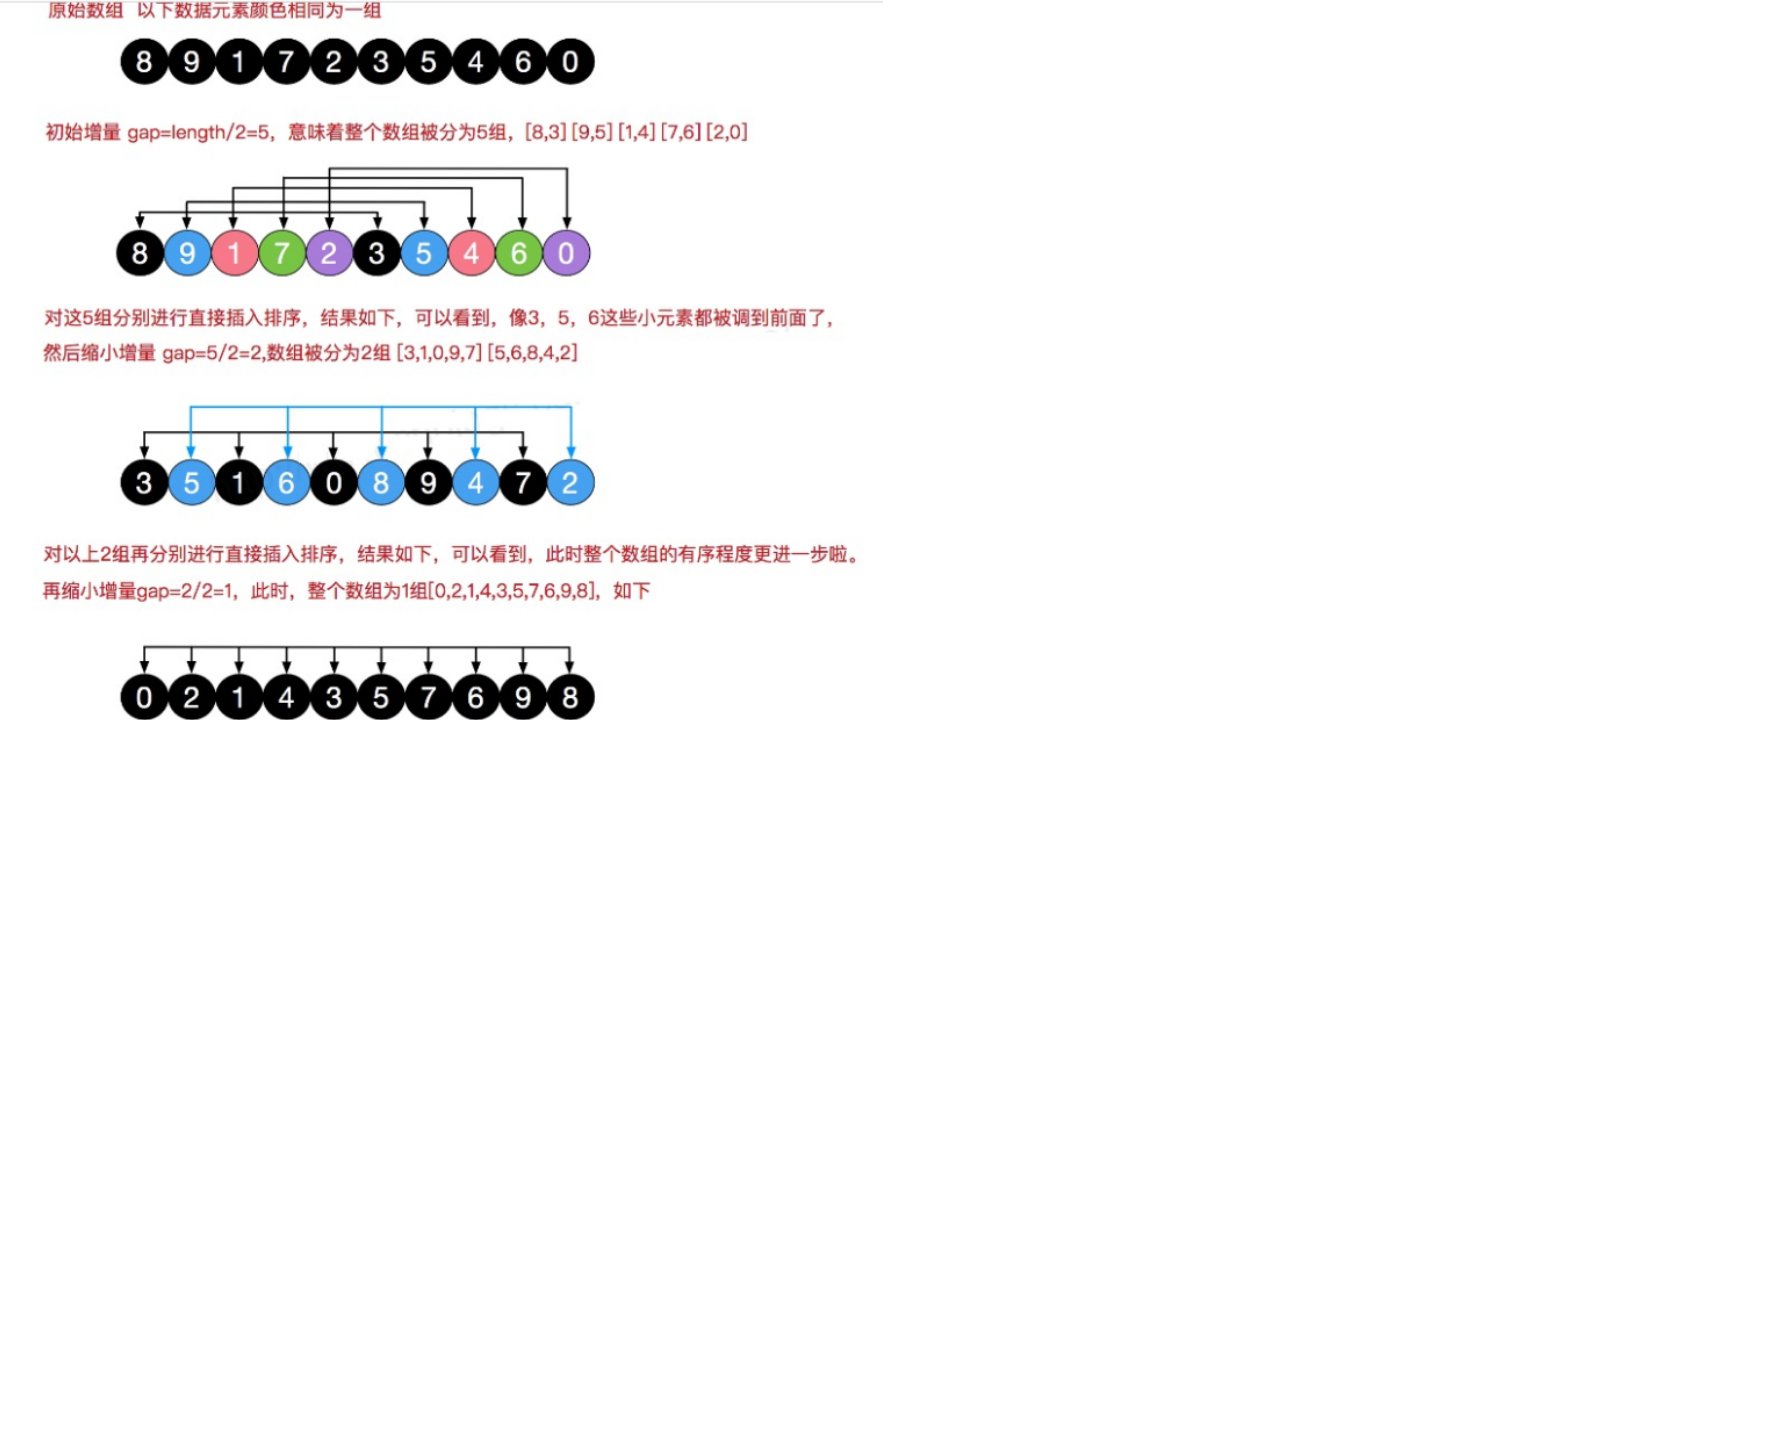 原始数组 以下数据元素颜色相同为一组
8 9 1 7 2 3 5 4 6 0
初始增量 gap=length/2=5，意味着整个数组被分为5组，[8,3] [9,5] [1,4] [7,6] [2,0]
8 9 1 7 2 3 5 4 6 0
对这5组分别进行直接插入排序，结果如下，可以看到，像3，5，6这些小元素都被调到前面了，
然后缩小增量 gap=5/2=2,数组被分为2组 [3,1,0,9,7] [5,6,8,4,2]
3 5 1 6 0 8 9 4 7 2
对以上2组再分别进行直接插入排序，结果如下，可以看到，此时整个数组的有序程度更进一步啦。
再缩小增量gap=2/2=1，此时，整个数组为1组[0,2,1,4,3,5,7,6,9,8]，如下
0 2 1 4 3 5 7 6 9 8